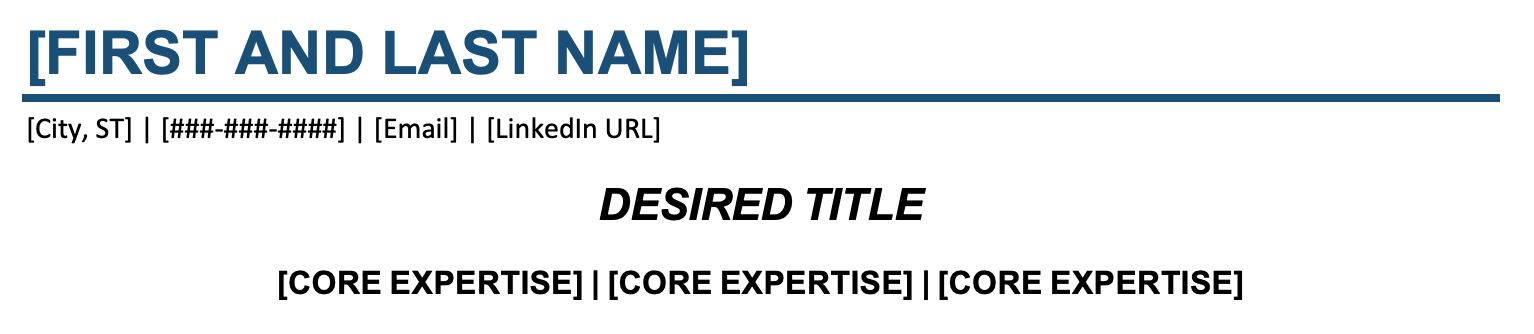 [FIRST AND LAST NAME]
[City, ST] | [###-###-####] | [Email] | [LinkedIn URL]
DESIRED TITLE
[CORE EXPERTISE] | [CORE EXPERTISE] | [CORE EXPERTISE]